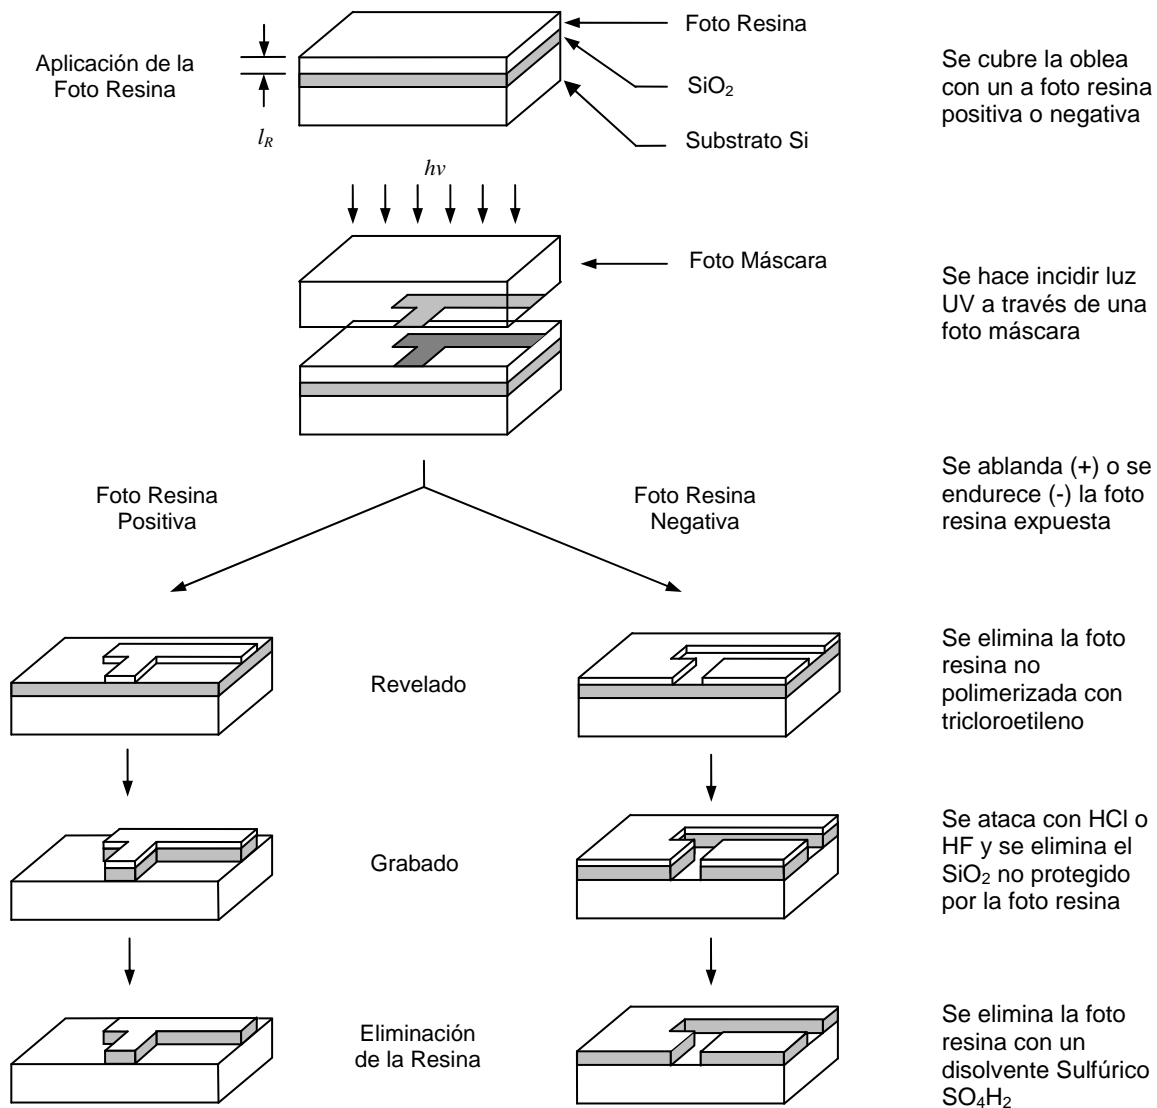 Aplicación de la
Foto Resina
l_R
Foto Resina
SiO₂
Substrato Si
Se cubre la oblea
con un a foto resina
positiva o negativa
hν
Foto Máscara
Se hace incidir luz
UV a través de una
foto máscara
Foto Resina
Positiva
Foto Resina
Negativa
Se ablanda (+) o se
endurece (-) la foto
resina expuesta
Revelado
Se elimina la foto
resina no
polimerizada con
tricloroetileno
Grabado
Se ataca con HCl o
HF y se elimina el
SiO₂ no protegido
por la foto resina
Eliminación
de la Resina
Se elimina la foto
resina con un
disolvente Sulfúrico
SO₄H₂